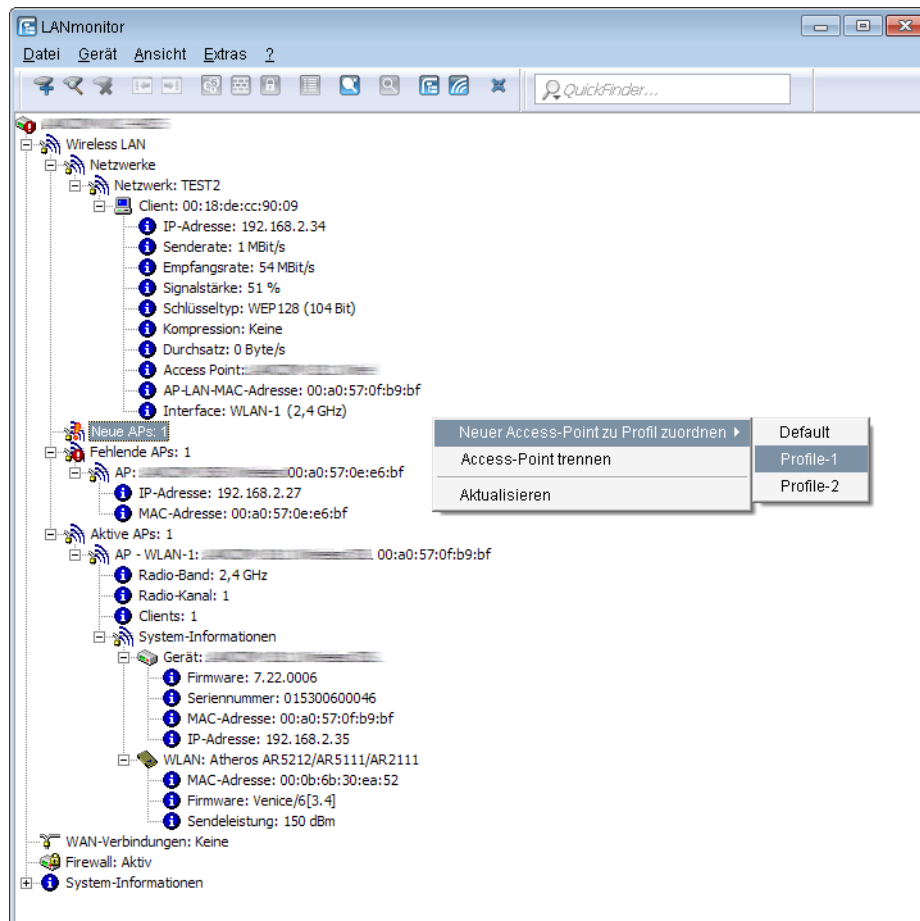 LANmonitor
Datei Gerät Ansicht Extras ?
QuickFinder...
Wireless LAN
Netzwerke
Netzwerk: TEST2
Client: 00:18:de:cc:90:09
IP-Adresse: 192.168.2.34
Senderate: 1 MBit/s
Empfangsrate: 54 MBit/s
Signalstärke: 51 %
Schlüsseltyp: WEP128 (104 Bit)
Kompression: Keine
Durchsatz: 0 Byte/s
Access Point:
AP-LAN-MAC-Adresse: 00:a0:57:0f:b9:bf
Interface: WLAN-1 (2,4 GHz)
Neue APs: 1
Neuer Access-Point zu Profil zuordnen
Access-Point trennen
Aktualisieren
Default
Profile-1
Profile-2
Fehlende APs: 1
AP: 00:a0:57:0e:e6:bf
IP-Adresse: 192.168.2.27
MAC-Adresse: 00:a0:57:0e:e6:bf
Aktive APs: 1
AP - WLAN-1: 00:a0:57:0f:b9:bf
Radio-Band: 2,4 GHz
Radio-Kanal: 1
Clients: 1
System-Informationen
Gerät:
Firmware: 7.22.0006
Seriennummer: 015300600046
MAC-Adresse: 00:a0:57:0f:b9:bf
IP-Adresse: 192.168.2.35
WLAN: Atheros AR5212/AR5111/AR2111
MAC-Adresse: 00:0b:6b:30:ea:52
Firmware: Venice/6[3.4]
Sendeleistung: 150 dBm
WAN-Verbindungen: Keine
Firewall: Aktiv
System-Informationen